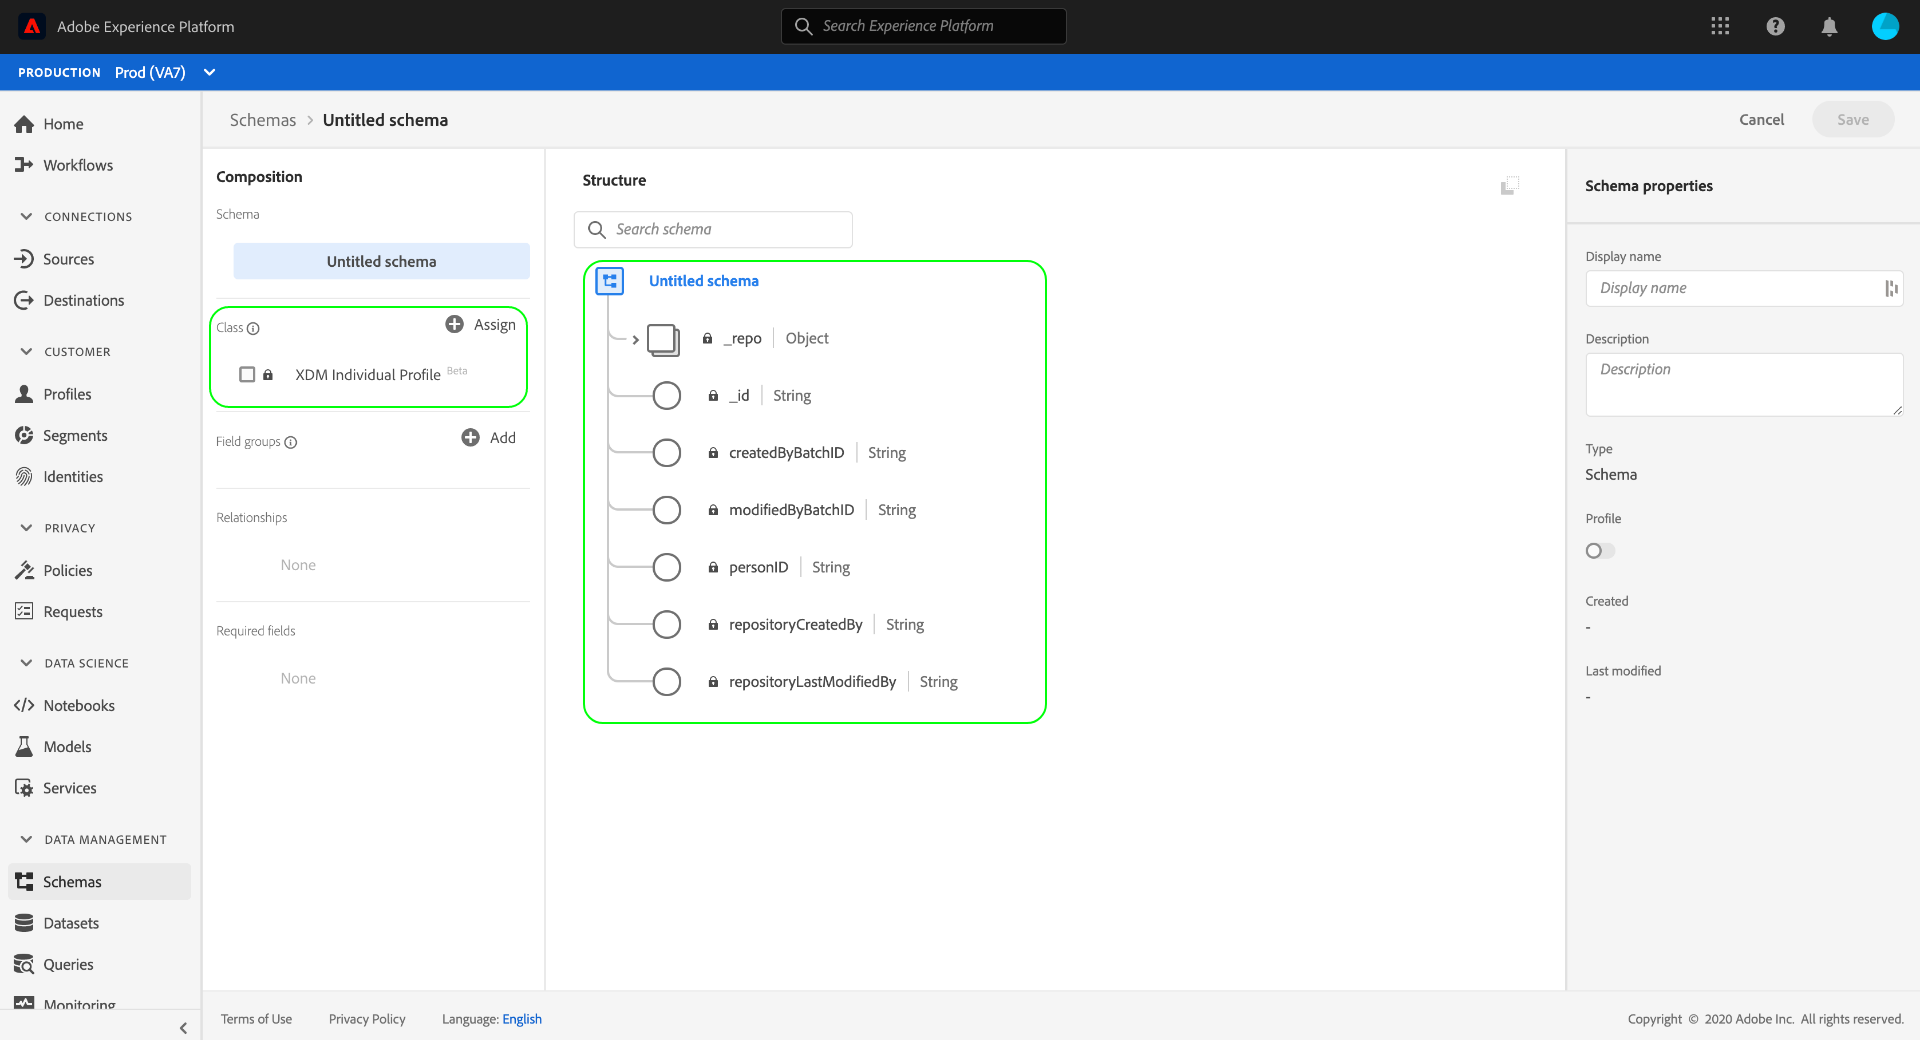 Adobe Experience Platform
Search Experience Platform
PRODUCTION Prod (VA7)
Home
Workflows
CONNECTIONS
Sources
Destinations
CUSTOMER
Profiles
Segments
Identities
PRIVACY
Policies
Requests
DATA SCIENCE
Notebooks
Models
Services
DATA MANAGEMENT
Schemas
Datasets
Queries
Monitoring
Schemas > Untitled schema
Cancel
Save
Composition
Schema
Untitled schema
Class
Assign
XDM Individual Profile Beta
Field groups
Add
Relationships
None
Required fields
None
Structure
Search schema
Untitled schema
_repo | Object
_id | String
createdByBatchID | String
modifiedByBatchID | String
personID | String
repositoryCreatedBy | String
repositoryLastModifiedBy | String
Schema properties
Display name
Display name
Description
Description
Type
Schema
Profile
Created
-
Last modified
-
Terms of Use
Privacy Policy
Language: English
Copyright © 2020 Adobe Inc. All rights reserved.